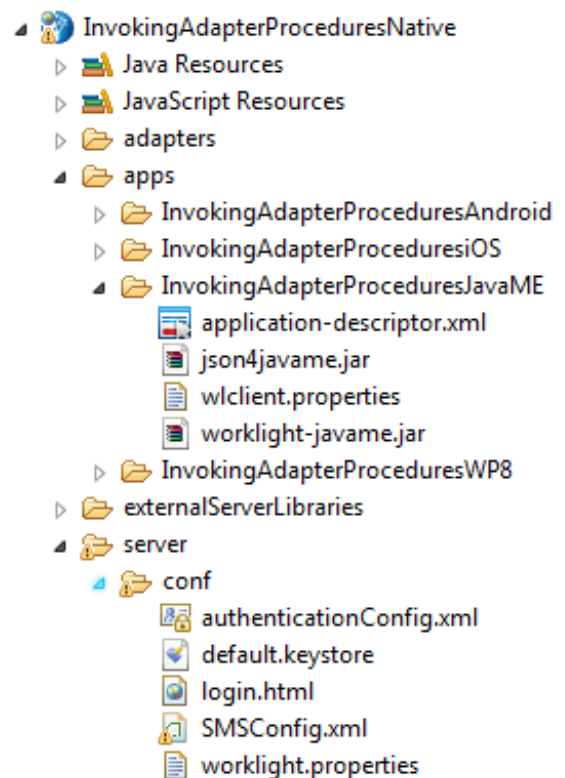 InvokingAdapterProceduresNative
Java Resources
JavaScript Resources
adapters
apps
InvokingAdapterProceduresAndroid
InvokingAdapterProceduresiOS
InvokingAdapterProceduresJavaME
application-descriptor.xml
json4javame.jar
wlclient.properties
worklight-javame.jar
InvokingAdapterProceduresWP8
externalServerLibraries
server
conf
authenticationConfig.xml
default.keystore
login.html
SMSConfig.xml
worklight.properties